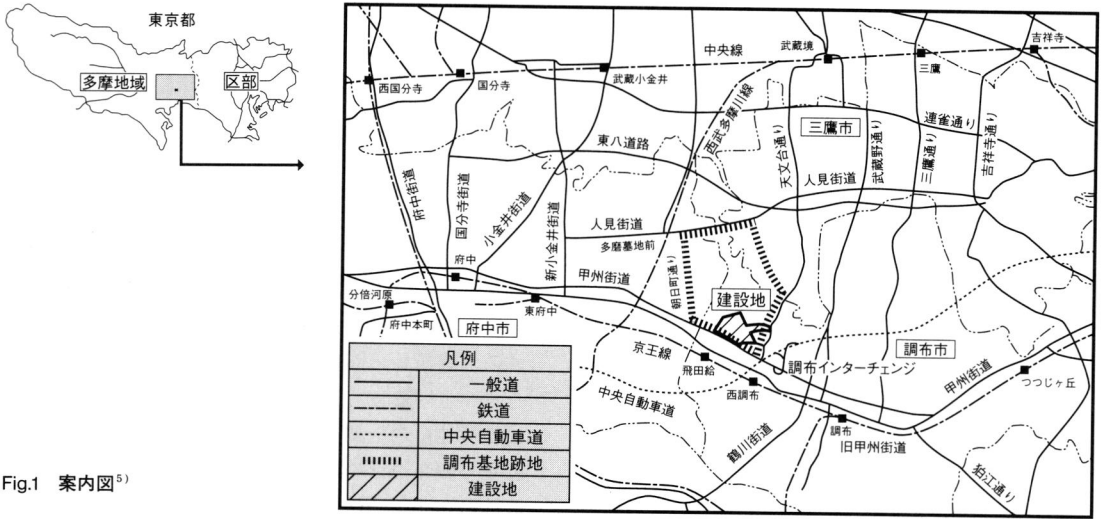 東京都
多摩地域
区部
中央線
武蔵境
吉祥寺
三鷹
西国分寺
国分寺
武蔵小金井
西武多摩川線
連雀通り
三鷹市
東八道路
天文台通り
武蔵野通り
三鷹通り
吉祥寺通り
府中街道
国分寺街道
小金井街道
新小金井街道
人見街道
人見街道
多磨墓地前
朝日町通り
府中
甲州街道
建設地
分倍河原
東府中
府中本町
府中市
京王線
飛田給
調布インターチェンジ
調布市
甲州街道
つつじヶ丘
西調布
中央自動車道
調布
旧甲州街道
鶴川街道
狛江通り
凡例
一般道
鉄道
中央自動車道
調布基地跡地
建設地
Fig.1 案内図5)